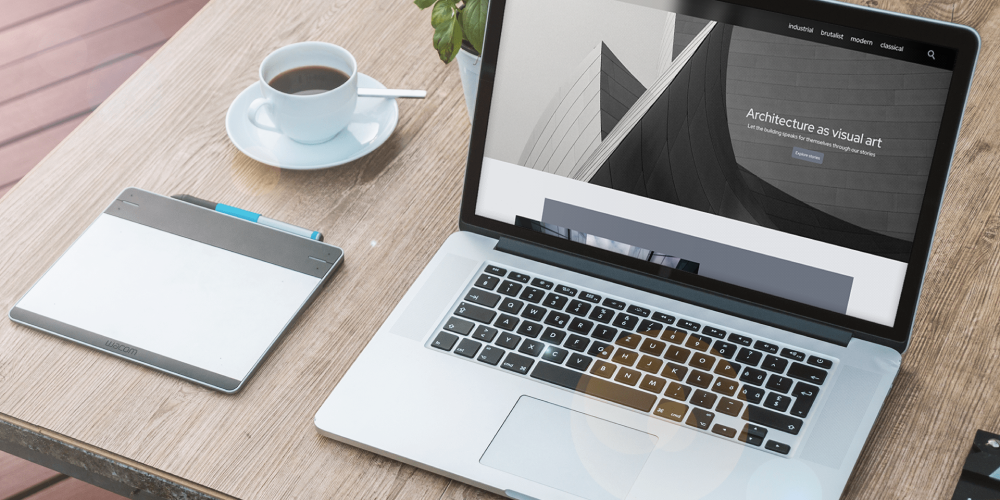 industrial brutalist modern classical
Architecture as visual art
Let the building speaks for themselves through our stories
Explore stories
wacom